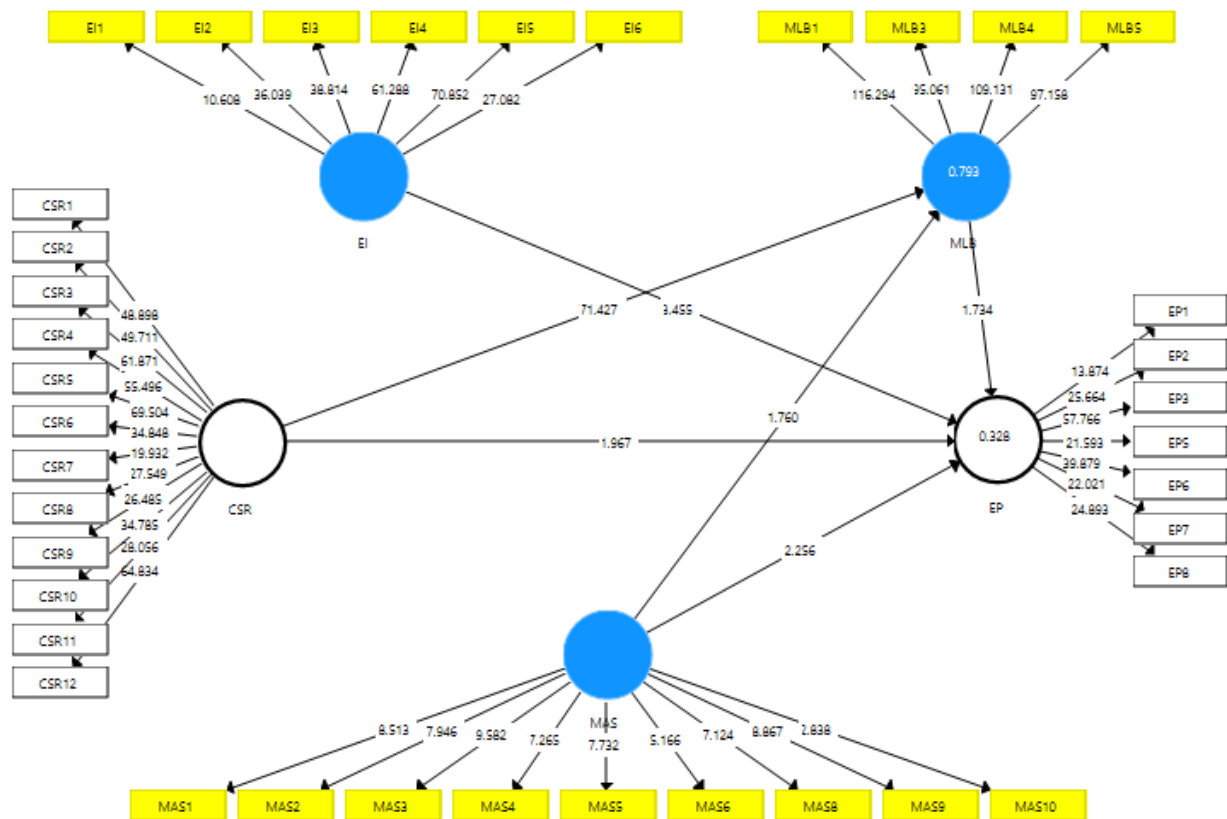 EI1 EI2 EI3 EI4 EI5 EI6 MLB1 MLB3 MLB4 MLB5
10.608 36.039 38.814 61.288 70.852 27.082 116.294 109.131 97.158
0.793
EI MLB
CSR1
CSR2
CSR3
CSR4
CSR5
CSR6
CSR7
CSR8
CSR9
CSR10
CSR11
CSR12
48.898
49.711
61.871
55.496
69.504
34.848
19.932
27.549
26.485
34.785
28.056
64.834
CSR
71.427 3.455 1.734
1.760
1.967
2.256
0.328
EP
13.874
25.664
57.766
21.593
39.879
22.021
24.893
EP1
EP2
EP3
EP5
EP6
EP7
EP8
MAS
8.513 7.946 9.582 7.265 7.732 5.166 7.124 8.867 2.838
MAS1 MAS2 MAS3 MAS4 MAS5 MAS6 MAS8 MAS9 MAS10